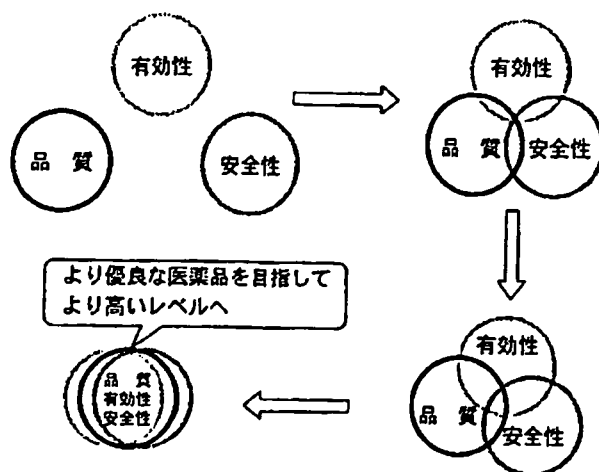 有効性
品 質
安全性
有効性
品 質
安全性
より優良な医薬品を目指して
より高いレベルへ
品 質
有効性
安全性
有効性
品 質
安全性